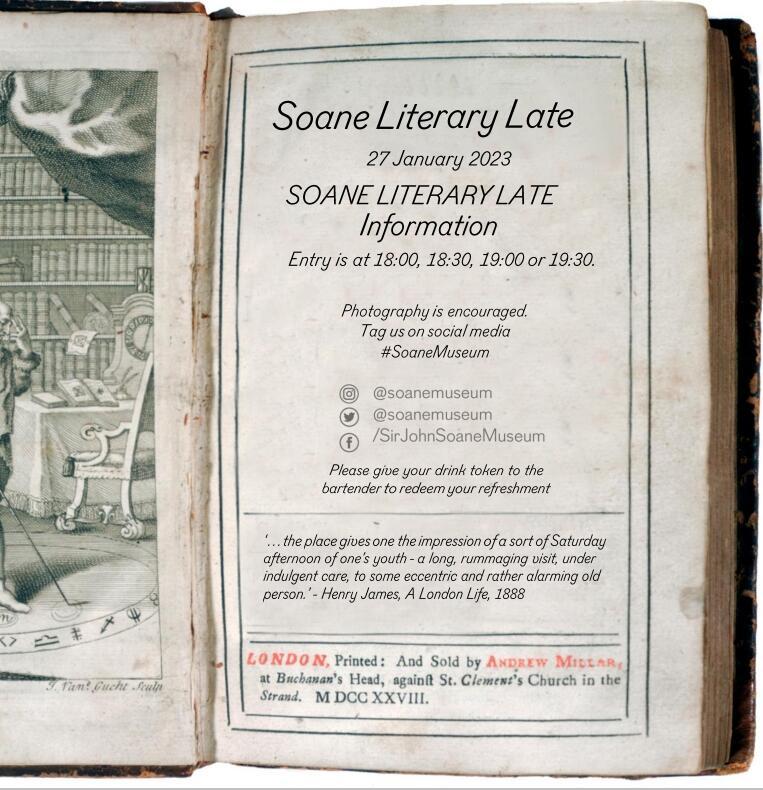 Soane Literary Late
27 January 2023
SOANE LITERARY LATE
Information
Entry is at 18:00, 18:30, 19:00 or 19:30.
Photography is encouraged.
Tag us on social media
#SoaneMuseum
@soanemuseum
@soanemuseum
/SirJohnSoaneMuseum
Please give your drink token to the
bartender to redeem your refreshment
'...the place gives one the impression of a sort of Saturday
afternoon of one's youth - a long, rummaging visit, under
indulgent care, to some eccentric and rather alarming old
person.' - Henry James, A London Life, 1888
LONDON, Printed: And Sold by ANDREW MILLAR,
at Buchanan's Head, againſt St. Clement's Church in the
Strand. M DCC XXVIII.
J. Vanr. Gucht Sculp